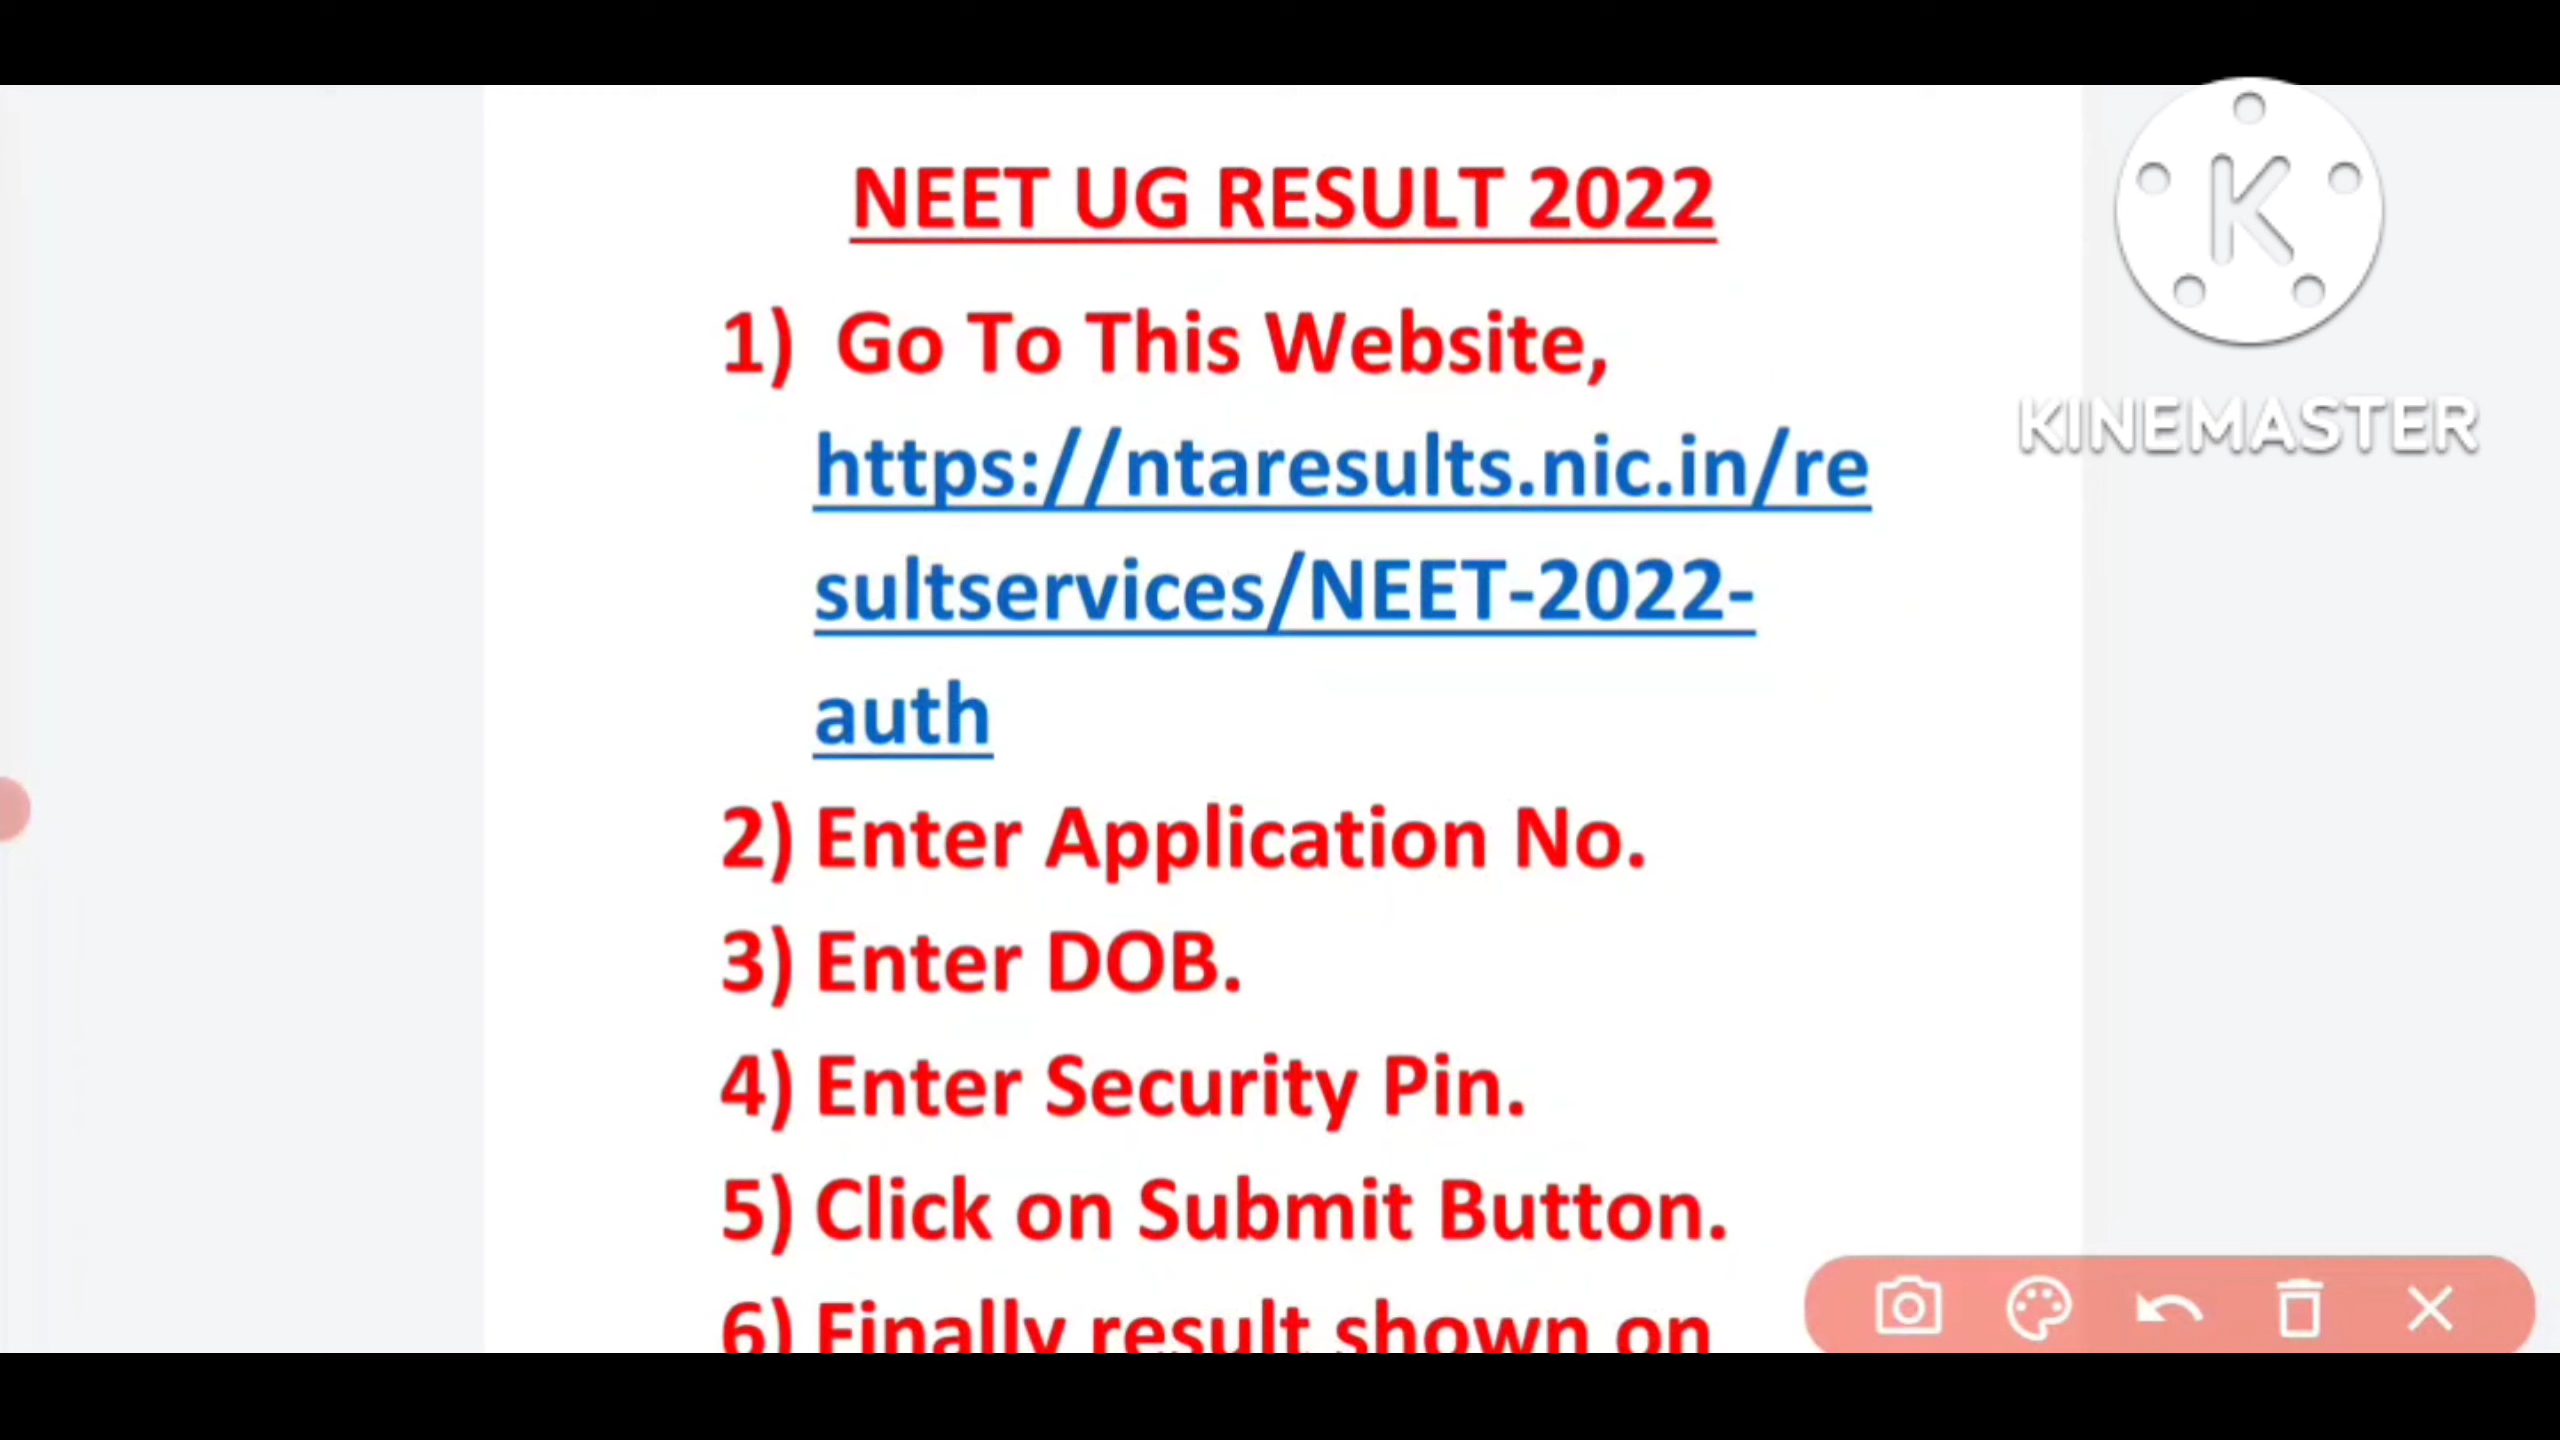 NEET UG RESULT 2022
1) Go To This Website,
https://ntaresults.nic.in/re
sultservices/NEET-2022-
auth
2) Enter Application No.
3) Enter DOB.
4) Enter Security Pin.
5) Click on Submit Button.
6) Finally result shown on
K
KINEMASTER